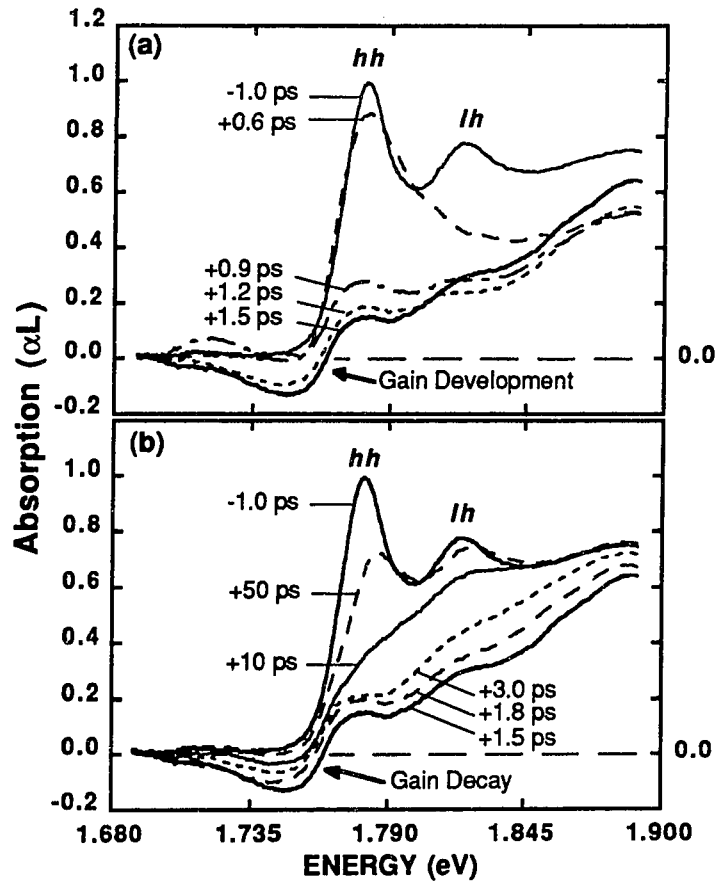 1.2
(a)
hh
1.0
-1.0 ps
lh
+0.6 ps
0.8
0.6
0.4
+0.9 ps
0.2
+1.2 ps
+1.5 ps
0.0
0.0
Gain Development
-0.2
Absorption (αL)
(b)
hh
1.0
-1.0 ps
lh
0.8
0.6
+50 ps
0.4
+10 ps
0.2
+3.0 ps
+1.8 ps
+1.5 ps
0.0
0.0
Gain Decay
-0.2
1.680 1.735 1.790 1.845 1.900
ENERGY (eV)